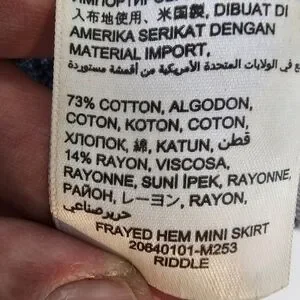 ИМПОРТИРОВАН
入布地使用、米国製, DIBUAT DI
AMERIKA SERIKAT DENGAN
MATERIAL IMPORT,
في الولايات المتحدة الأمريكية من أقمشة مستوردة
73% COTTON, ALGODON,
COTON, KOTON, COTON,
ХЛОПОК, 綿, KATUN, قطن
14% RAYON, VISCOSA,
RAYONNE, SUNI İPEK, RAYONNE,
РАЙОН, レーヨン, RAYON,
حرير صناعي
FRAYED HEM MINI SKIRT
20640101-M253
RIDDLE